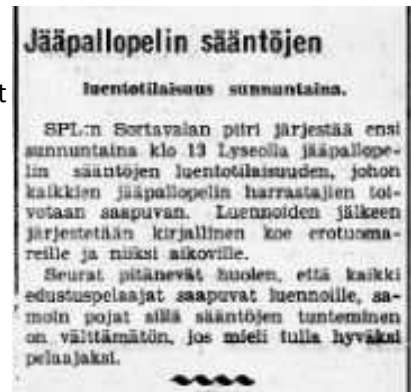 Jääpallopelin sääntöjen
luentotilaisuus sunnuntaina.
SPL:n Sortavalan piiri järjestää ensi
sunnuntaina klo 13 Lyseolla jääpallope-
lin sääntöjen luentotilaisuuden, johon
kaikkien jääpallopelin harrastajien toi-
votaan saapuvan. Luennoiden jälkeen
järjestetään kirjallinen koe erotuoma-
reille ja niiksi aikoville.
Seurat pitänevät huolen, että kaikki
edustuspelaajat saapuvat luennoille, sa-
moin pojat sillä sääntöjen tunteminen
on välttämätön, jos mieli tulla hyväksi
pelaajaksi.
t